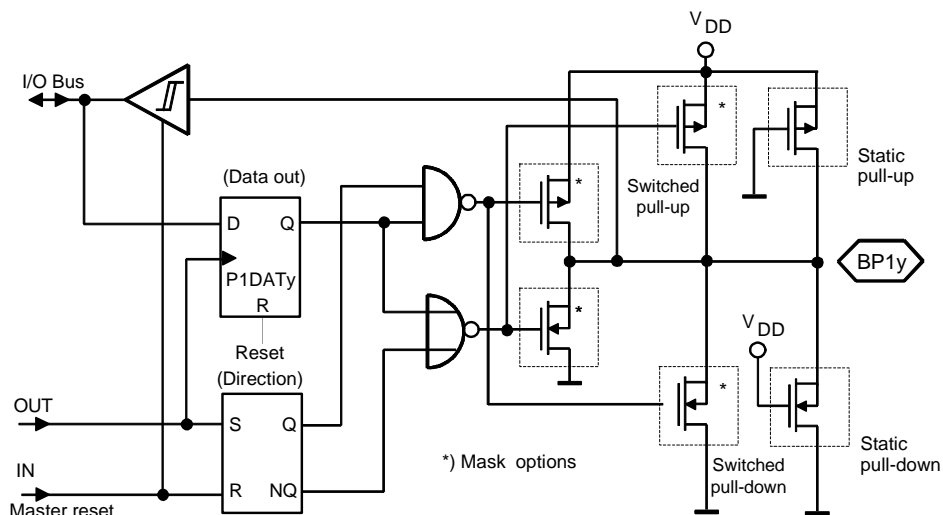 V
DD
I/O Bus
*
*
Static
pull-up
(Data out)
Switched
pull-up
D
Q
P1DATy
R
BP1y
*
V
DD
Reset
(Direction)
*
OUT
S
Q
*) Mask options
Switched
pull-down
Static
pull-down
IN
R
NQ
Master reset